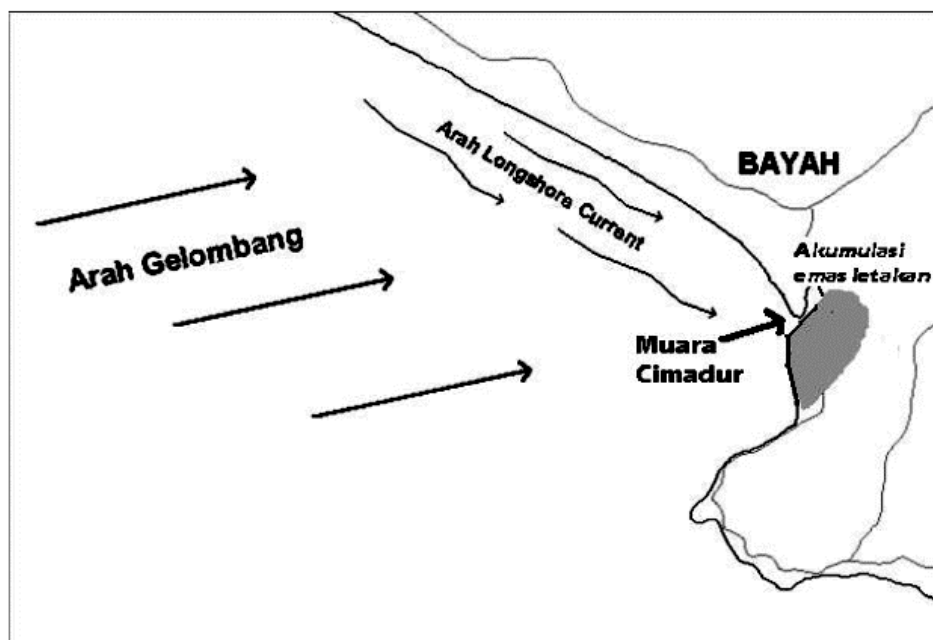 Arah Longshore Current
BAYAH
Arah Gelombang
Akumulasi
emas letakan
Muara
Cimadur